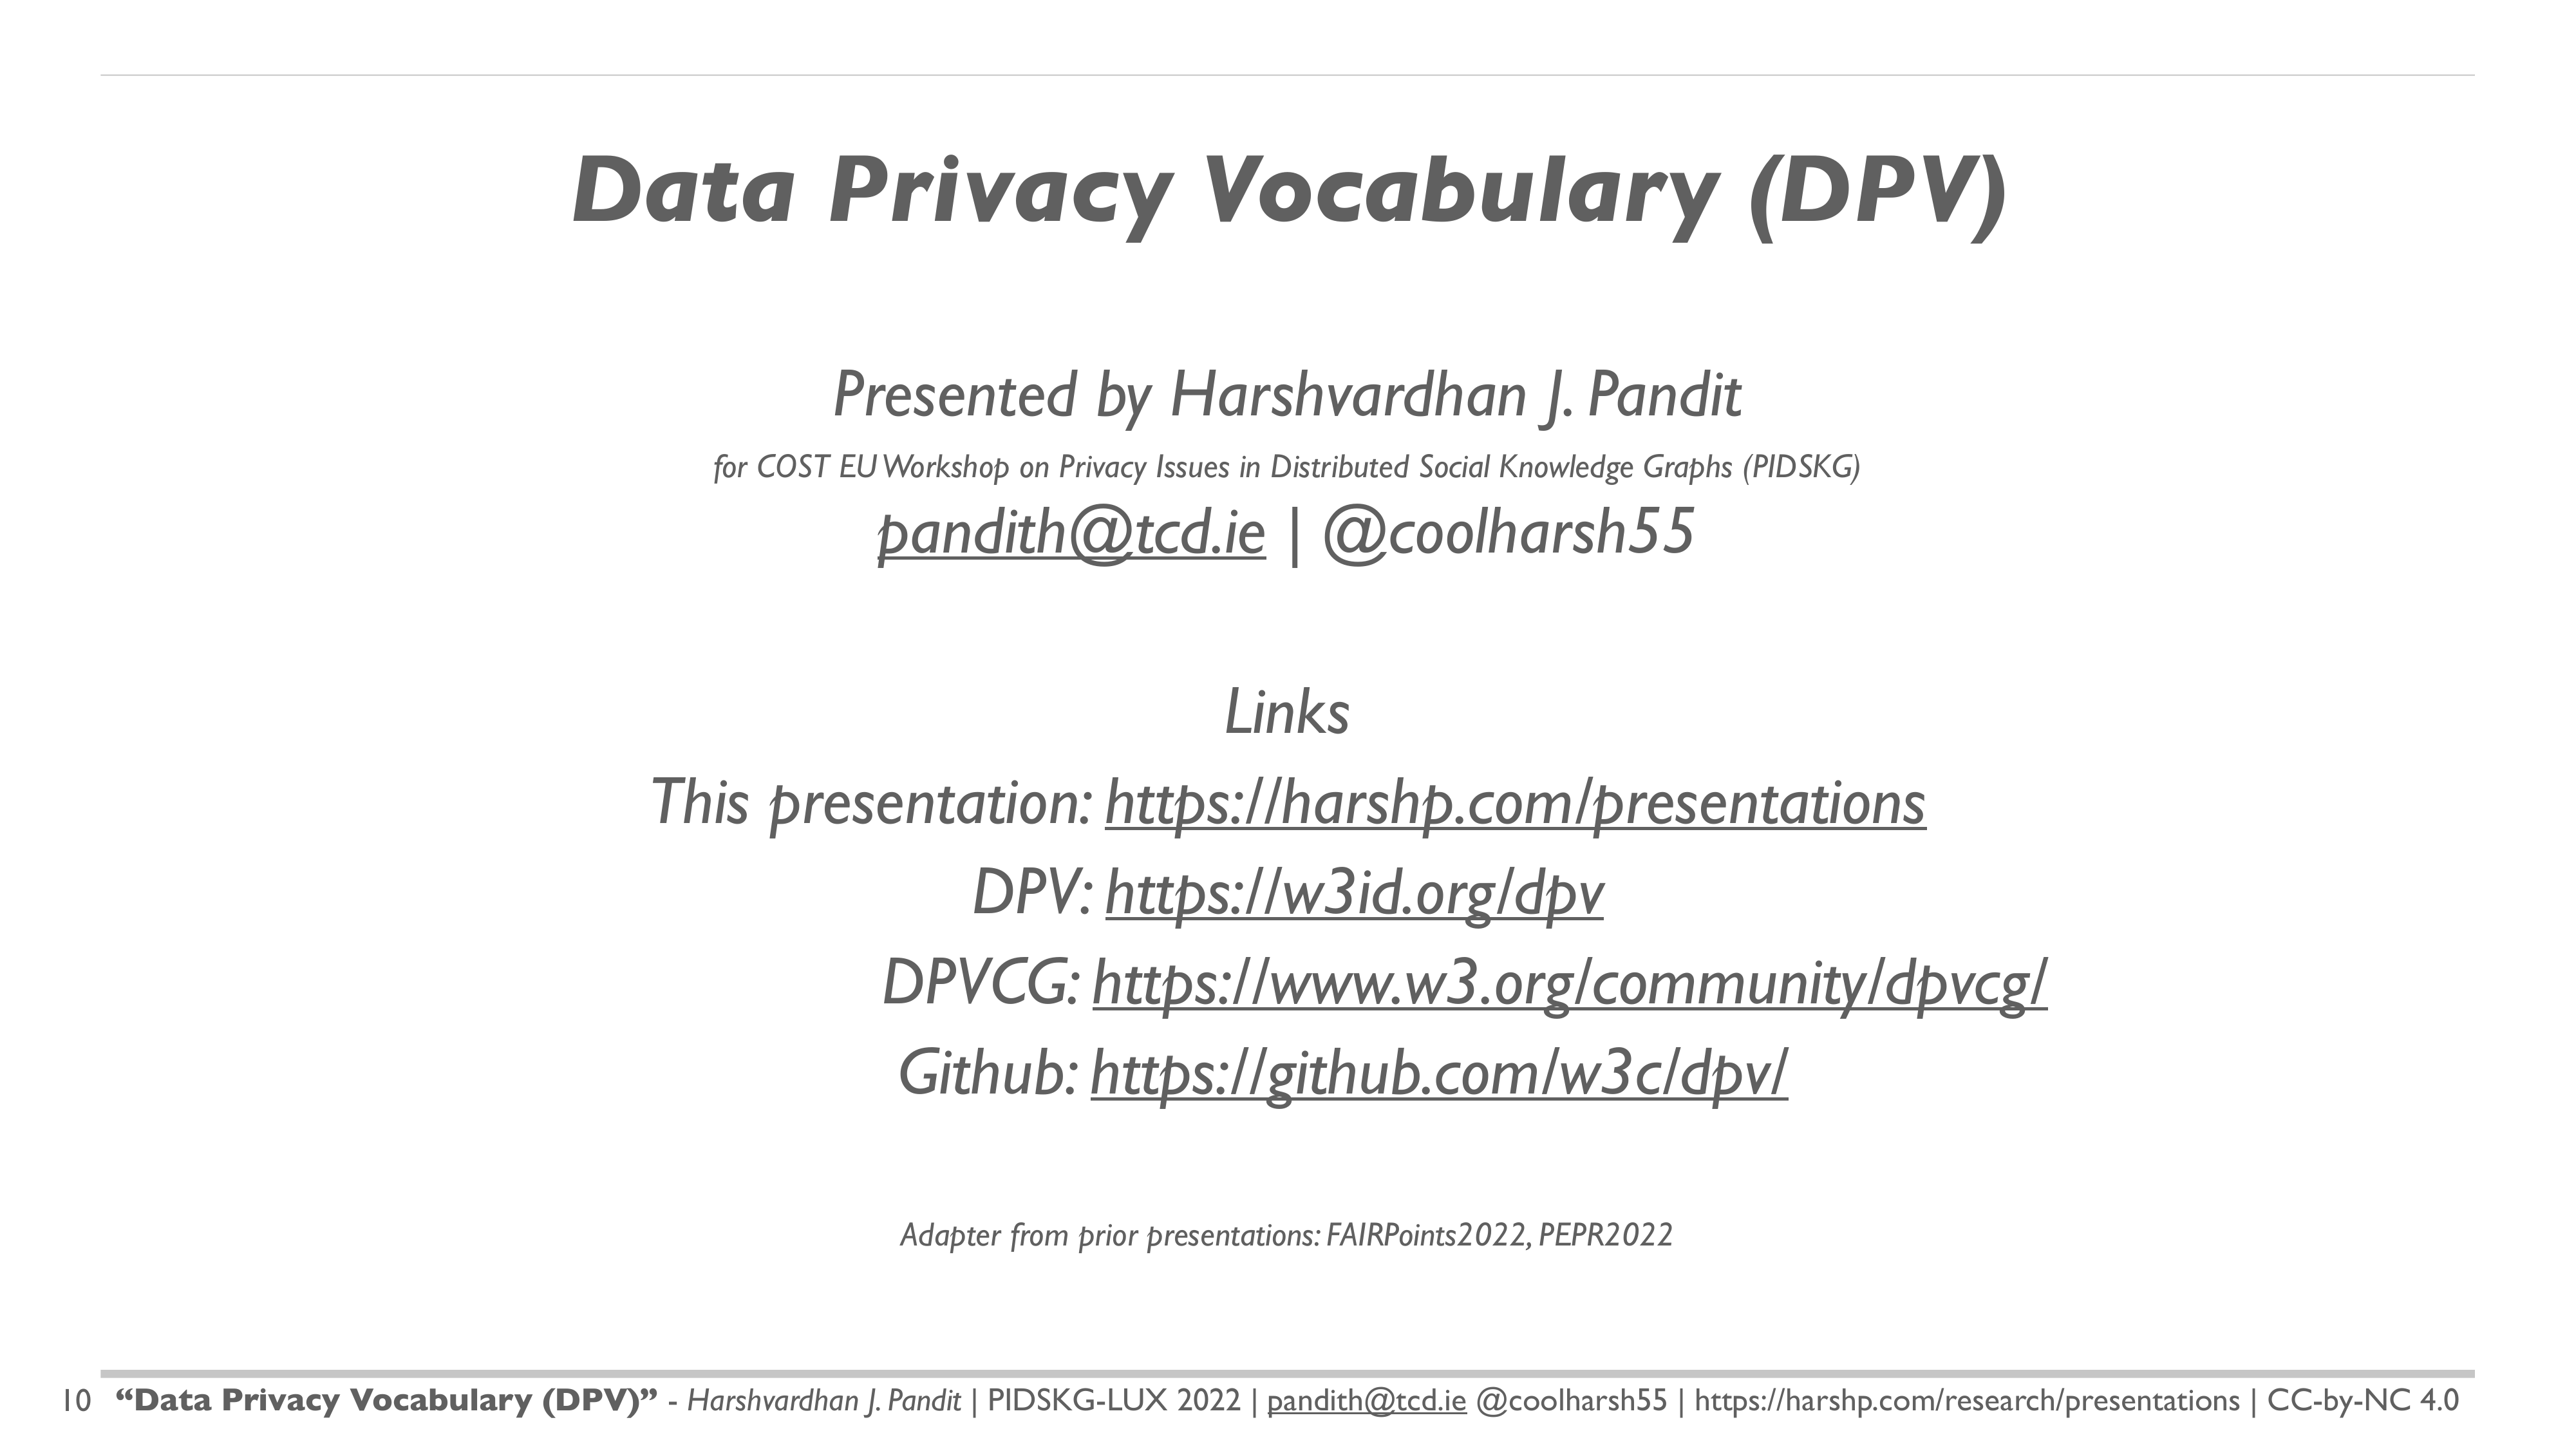 Data Privacy Vocabulary (DPV)
Presented by Harshvardhan J. Pandit
for COST EU Workshop on Privacy Issues in Distributed Social Knowledge Graphs (PIDSKG)
pandith@tcd.ie | @coolharsh55
Links
This presentation: https://harshp.com/presentations
DPV: https://w3id.org/dpv
DPVCG: https://www.w3.org/community/dpvcg/
Github: https://github.com/w3c/dpv/
Adapter from prior presentations: FAIRPoints2022, PEPR2022
10 “Data Privacy Vocabulary (DPV)” - Harshvardhan J. Pandit | PIDSKG-LUX 2022 | pandith@tcd.ie @coolharsh55 | https://harshp.com/research/presentations | CC-by-NC 4.0